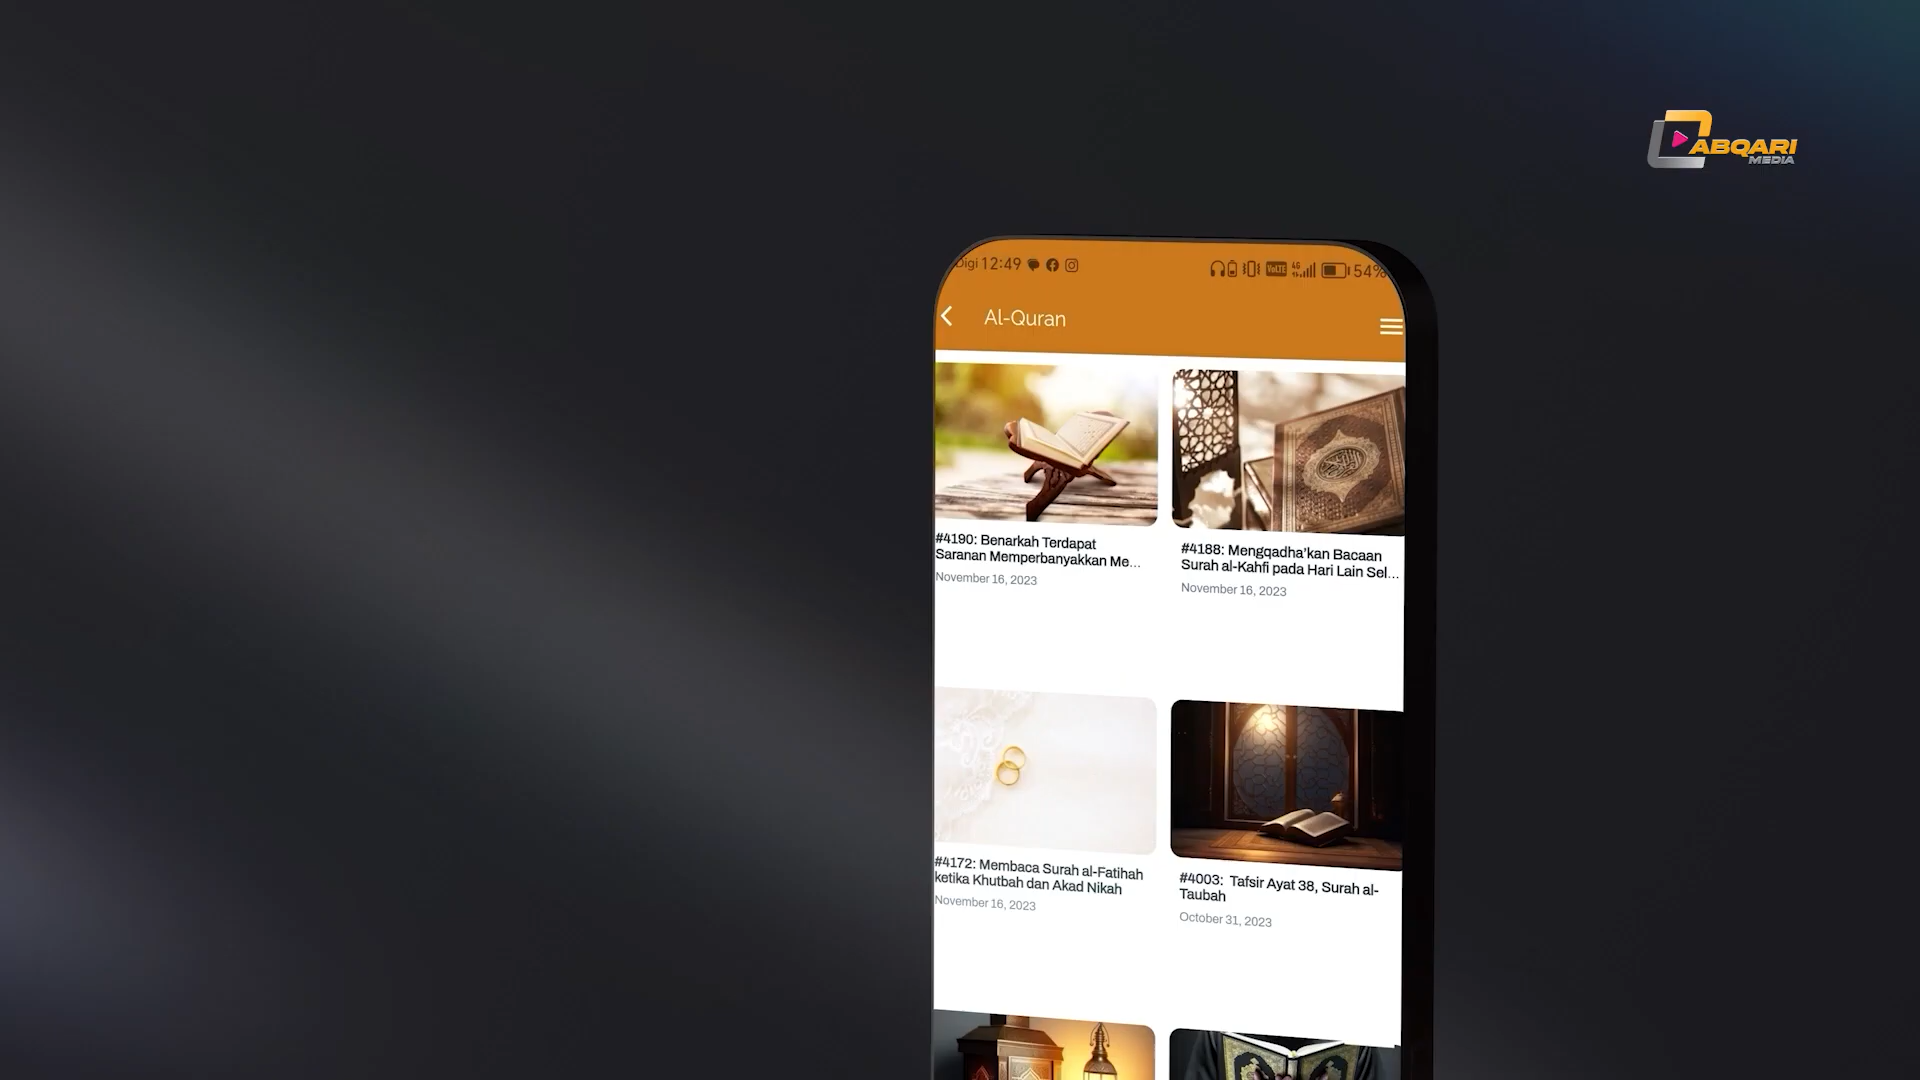 ABQARI
MEDIA
Digi 12:49
VoLTE 4G 54%
Al-Quran
#4190: Benarkah Terdapat
Saranan Memperbanyakkan Me...
November 16, 2023
#4188: Mengqadha’kan Bacaan
Surah al-Kahfi pada Hari Lain Sel...
November 16, 2023
#4172: Membaca Surah al-Fatihah
ketika Khutbah dan Akad Nikah
November 16, 2023
#4003: Tafsir Ayat 38, Surah al-
Taubah
October 31, 2023